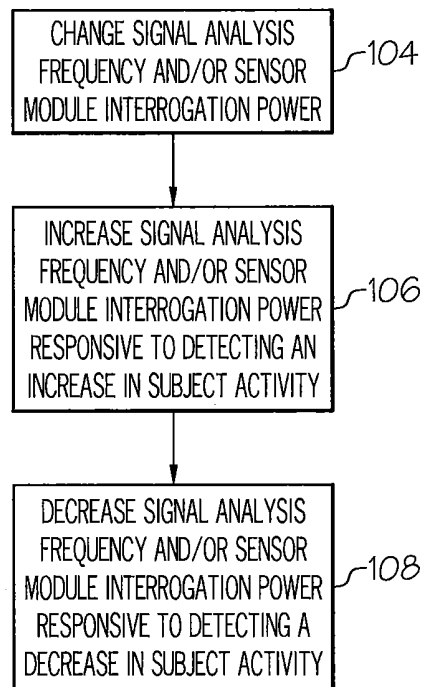 CHANGE SIGNAL ANALYSIS
FREQUENCY AND/OR SENSOR
MODULE INTERROGATION POWER
104
INCREASE SIGNAL ANALYSIS
FREQUENCY AND/OR SENSOR
MODULE INTERROGATION POWER
RESPONSIVE TO DETECTING AN
INCREASE IN SUBJECT ACTIVITY
106
DECREASE SIGNAL ANALYSIS
FREQUENCY AND/OR SENSOR
MODULE INTERROGATION POWER
RESPONSIVE TO DETECTING A
DECREASE IN SUBJECT ACTIVITY
108